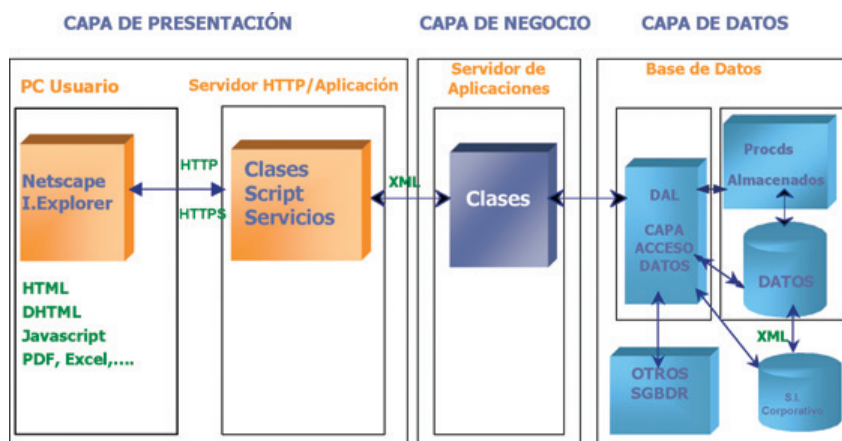 CAPA DE PRESENTACIÓN
CAPA DE NEGOCIO
CAPA DE DATOS
PC Usuario
Servidor HTTP/Aplicación
Servidor de
Aplicaciones
Base de Datos
Netscape
I.Explorer
HTTP
HTTPS
Clases
Script
Servicios
XML
Clases
DAL
CAPA
ACCESO
DATOS
Procds
Almacenados
DATOS
HTML
DHTML
Javascript
PDF, Excel,....
XML
OTROS
SGBDR
S.I.
Corporativo